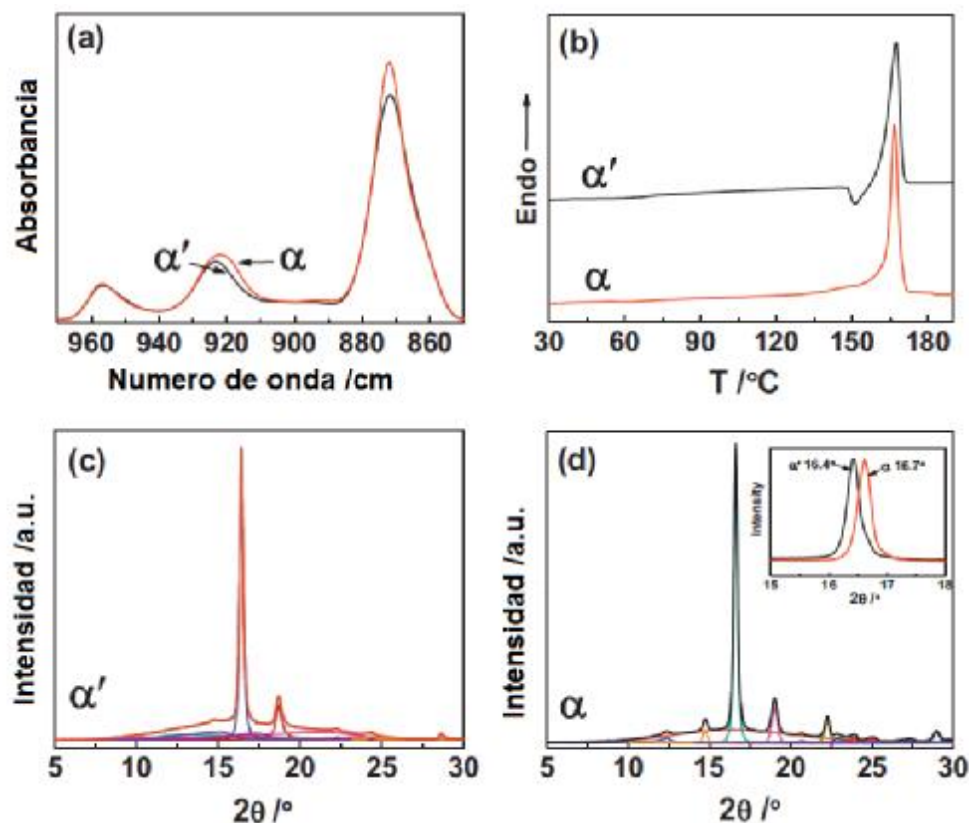 (a)
Absorbancia
α′
α
960 940 920 900 880 860
Numero de onda /cm
(b)
Endo
α′
α
30 60 90 120 150 180
T /°C
(c)
Intensidad /a.u.
α′
5 10 15 20 25 30
2θ /°
(d)
Intensidad /a.u.
α
5 10 15 20 25 30
2θ /°
Intensity
α' 16.4° α 16.7°
15 16 17 18
2θ /°